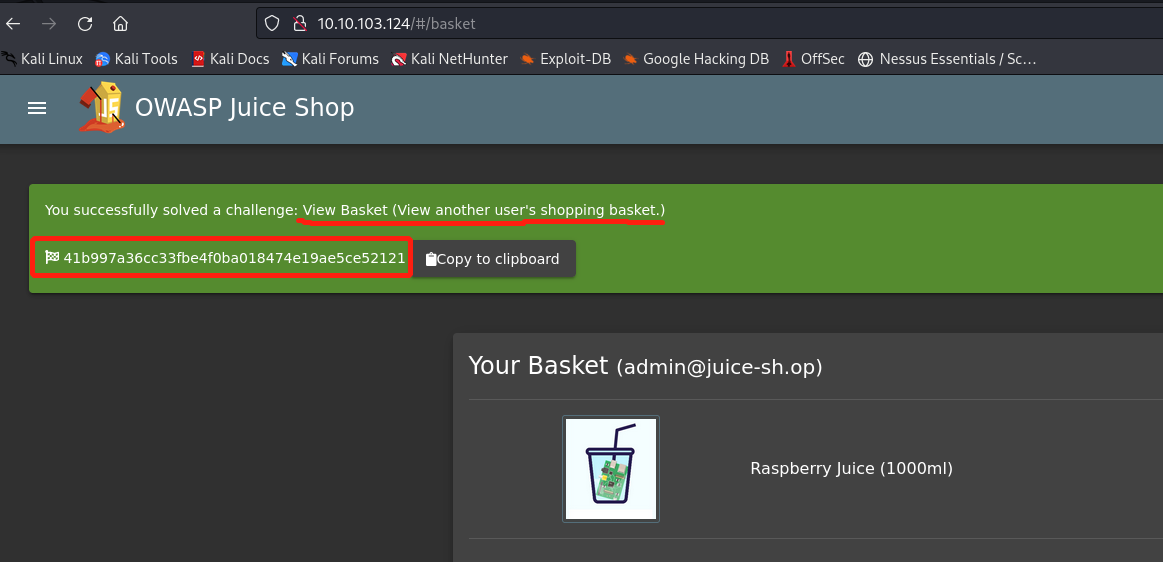 10.10.103.124/#/basket
Kali Linux Kali Tools Kali Docs Kali Forums Kali NetHunter Exploit-DB Google Hacking DB OffSec Nessus Essentials / Sc…
OWASP Juice Shop
You successfully solved a challenge: View Basket (View another user's shopping basket.)
41b997a36cc33fbe4f0ba018474e19ae5ce52121 Copy to clipboard
Your Basket (admin@juice-sh.op)
Raspberry Juice (1000ml)